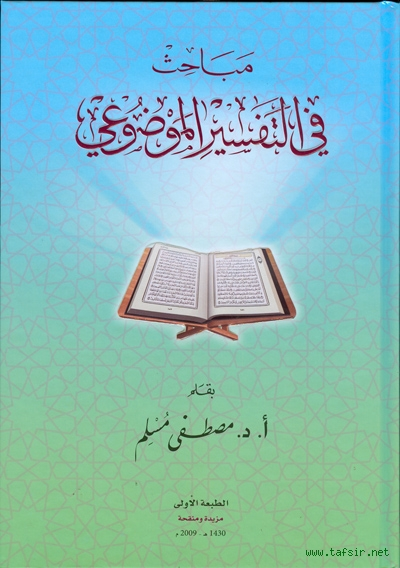 مباحث
في التفسير الموضوعي
بقلم
أ. د. مصطفى مسلم
الطبعة الأولى
مزيدة ومنقحة
1430 هـ - 2009 م
www.tafsir.net